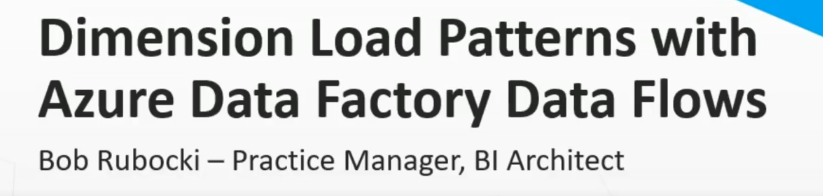 Dimension Load Patterns with
Azure Data Factory Data Flows
Bob Rubocki – Practice Manager, BI Architect